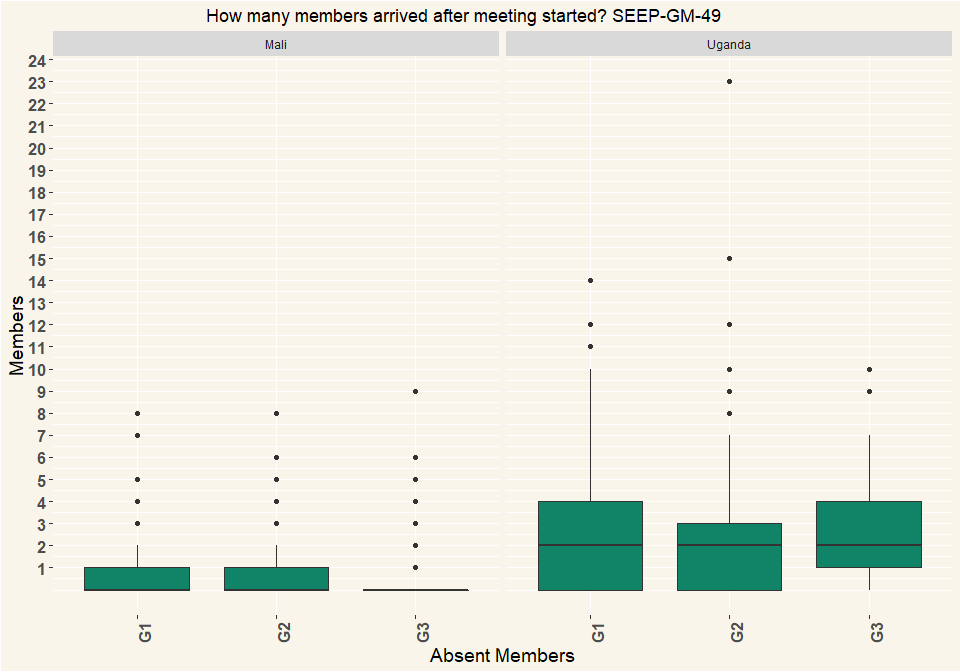 How many members arrived after meeting started? SEEP-GM-49
Mali
Uganda
Members
24
23
22
21
20
19
18
17
16
15
14
13
12
11
10
9
8
7
6
5
4
3
2
1
G1
G2
G3
G1
G2
G3
Absent Members